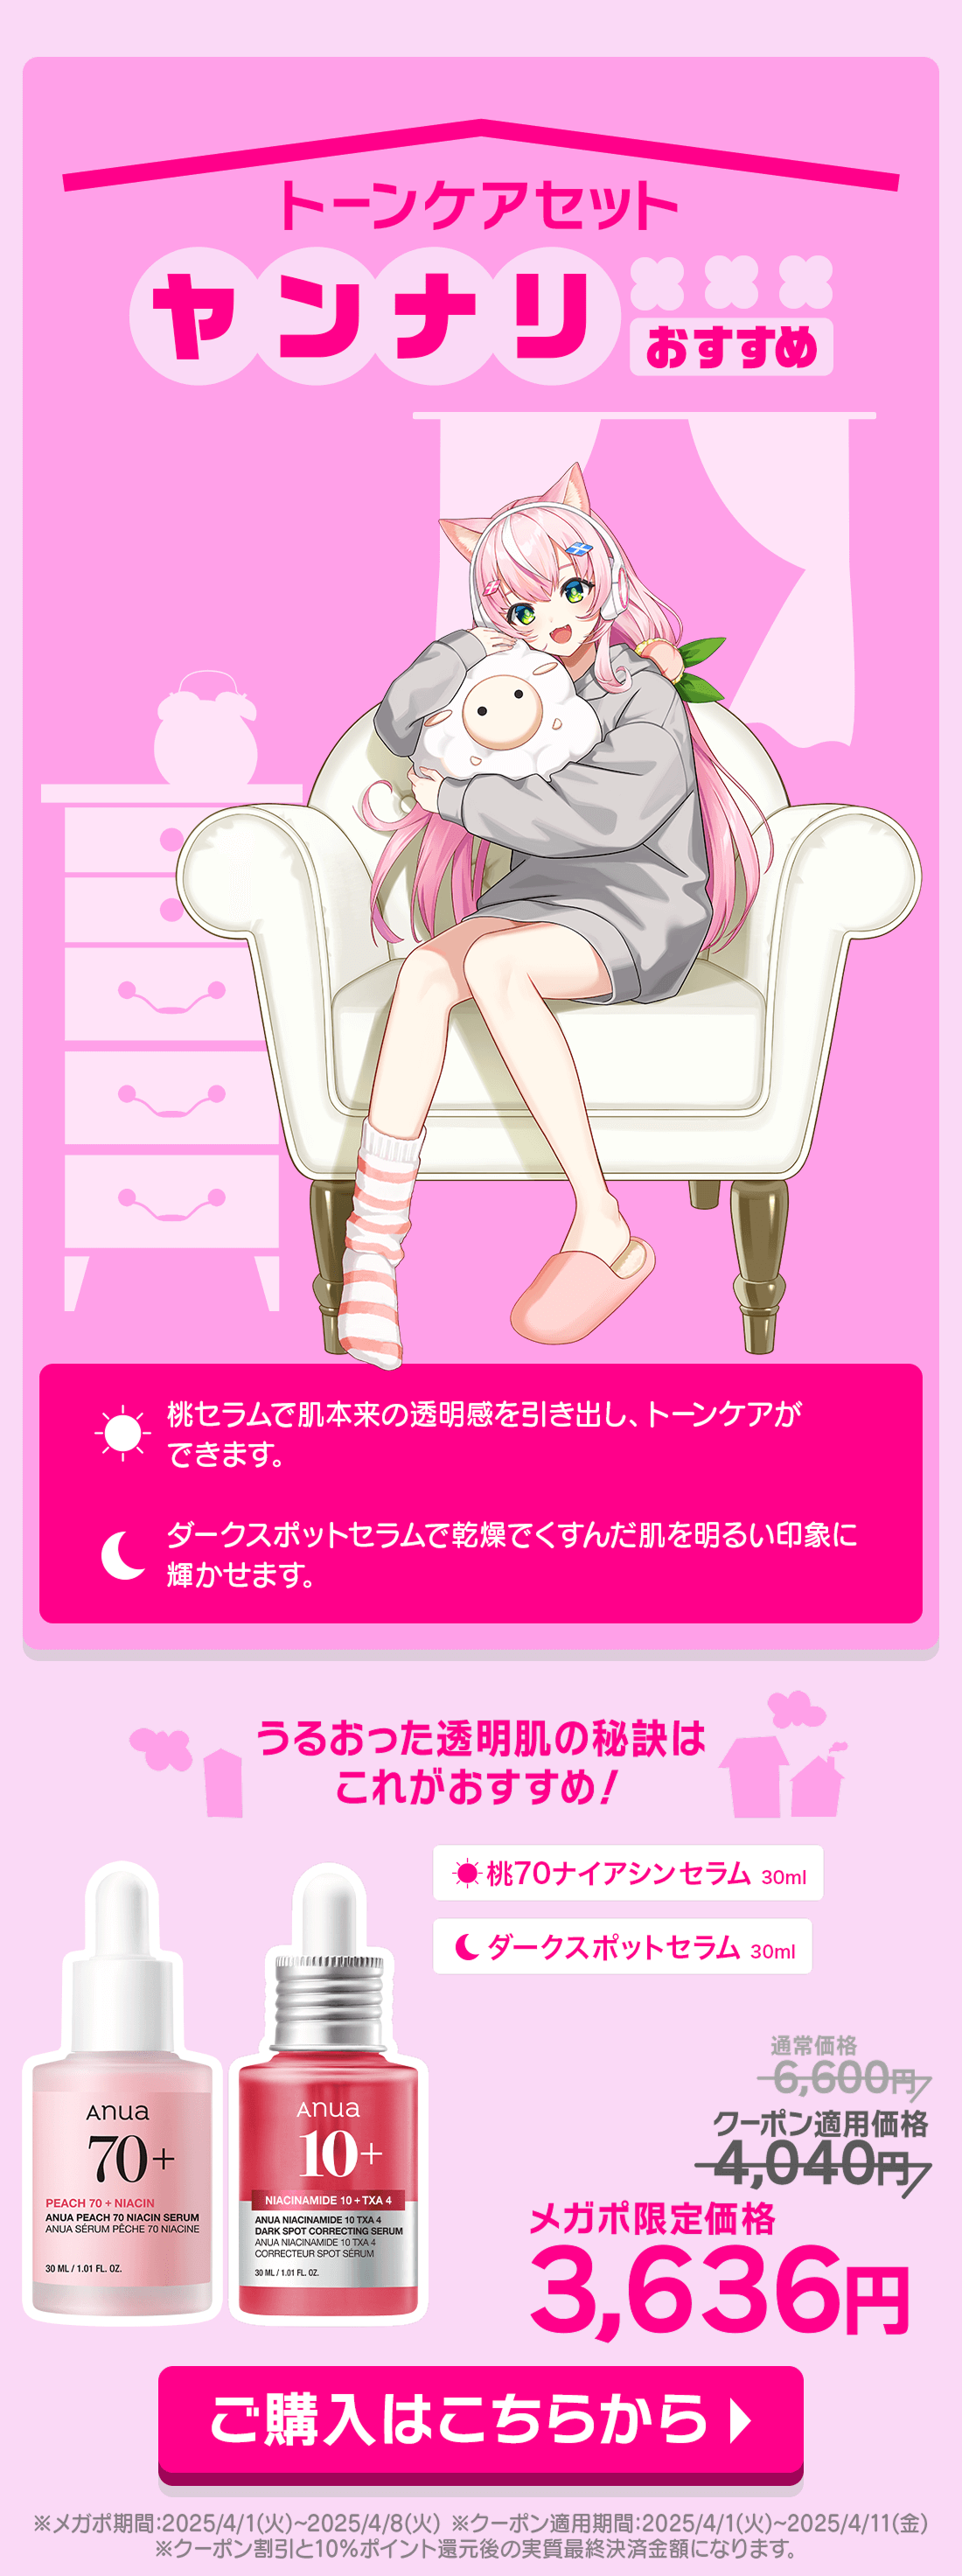 トーンケアセット
ヤンナリ
おすすめ
桃セラムで肌本来の透明感を引き出し、トーンケアが
できます。
ダークスポットセラムで乾燥でくすんだ肌を明るい印象に
輝かせます。
うるおった透明肌の秘訣は
これがおすすめ!
桃70ナイアシンセラム 30ml
ダークスポットセラム 30ml
Anua
70+
PEACH 70 + NIACIN
ANUA PEACH 70 NIACIN SERUM
ANUA SÉRUM PÊCHE 70 NIACINE
30 ML / 1.01 FL. OZ.
Anua
10+
NIACINAMIDE 10 + TXA 4
ANUA NIACINAMIDE 10 TXA 4
DARK SPOT CORRECTING SERUM
ANUA NIACINAMIDE 10 TXA 4
CORRECTEUR SPOT SÉRUM
30 ML / 1.01 FL. OZ.
通常価格
6,600円
クーポン適用価格
4,040円
メガポ限定価格
3,636円
ご購入はこちらから
※メガポ期間:2025/4/1(火)~2025/4/8(火) ※クーポン適用期間:2025/4/1(火)~2025/4/11(金)
※クーポン割引と10%ポイント還元後の実質最終決済金額になります。